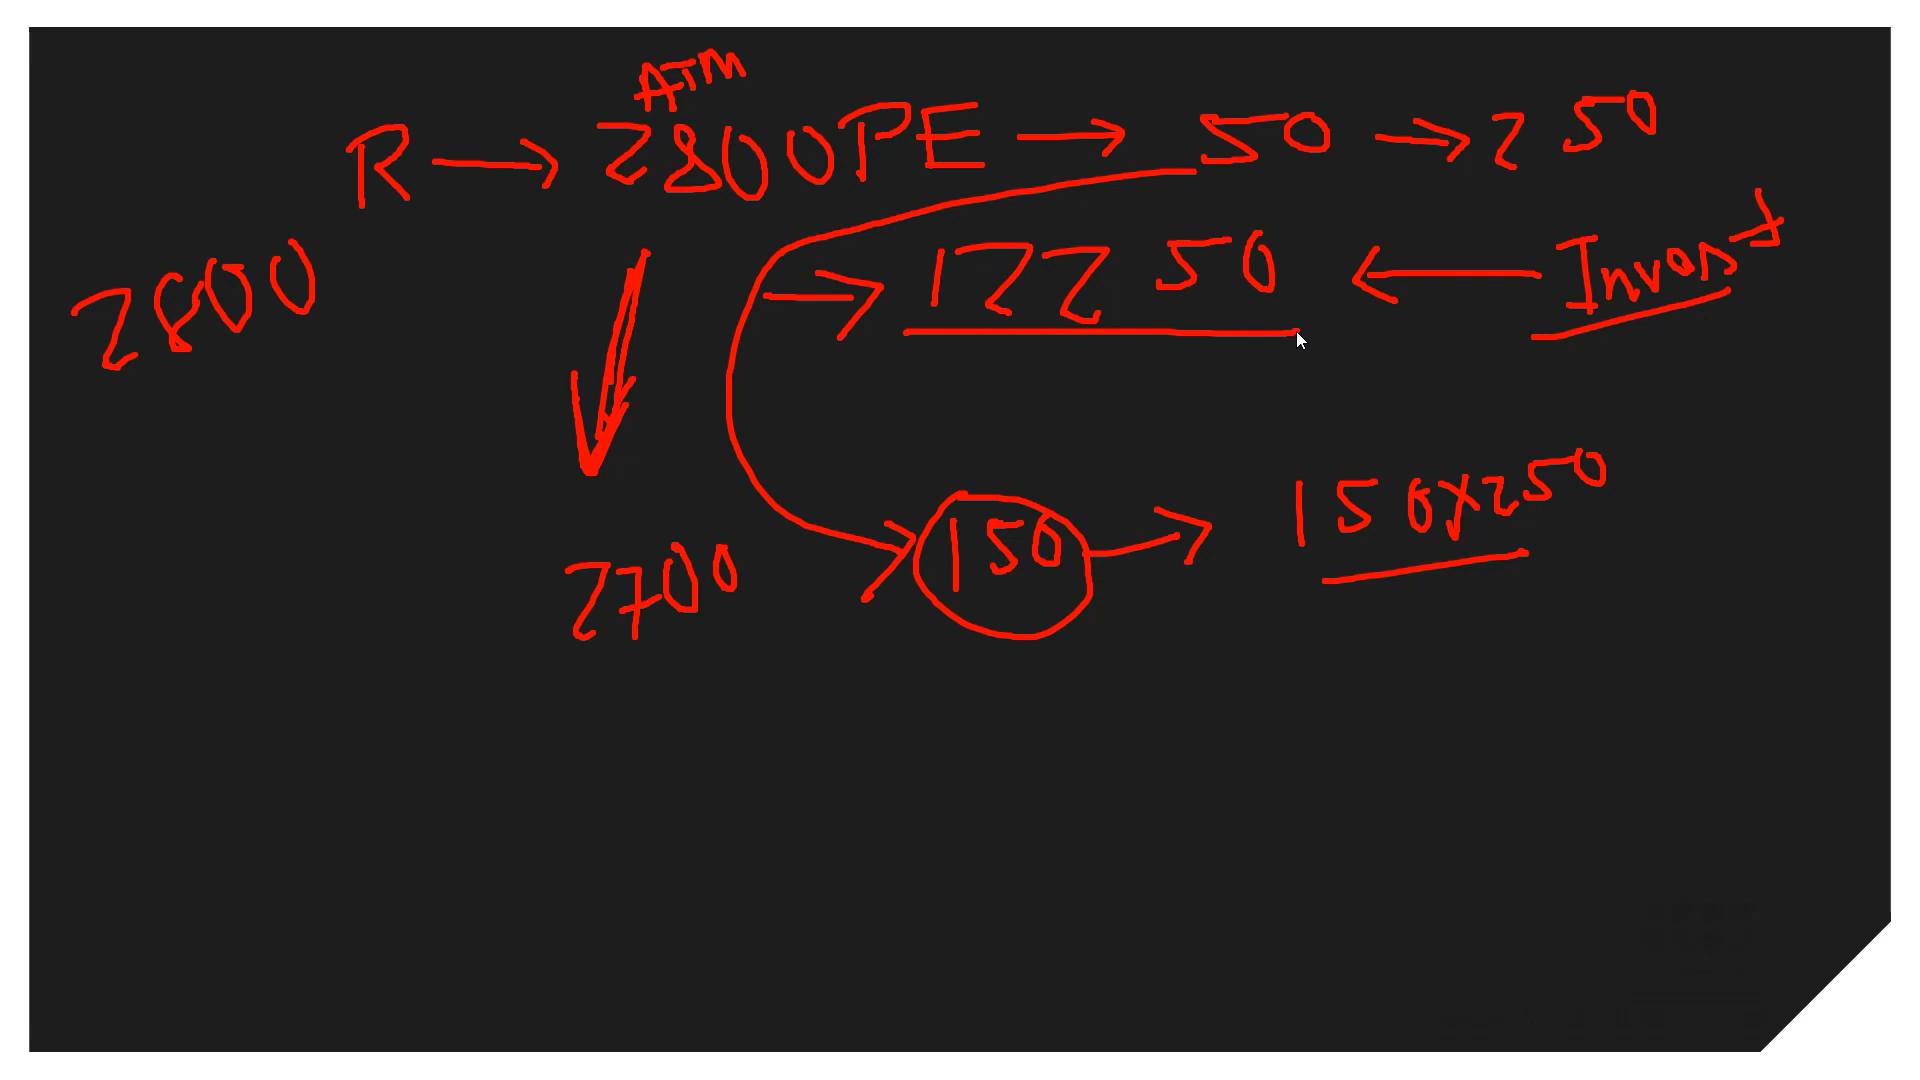 ATM
R → 2800PE → 50 → 250
2800
→ 12250 ← Invest
2700 150 → 150x250